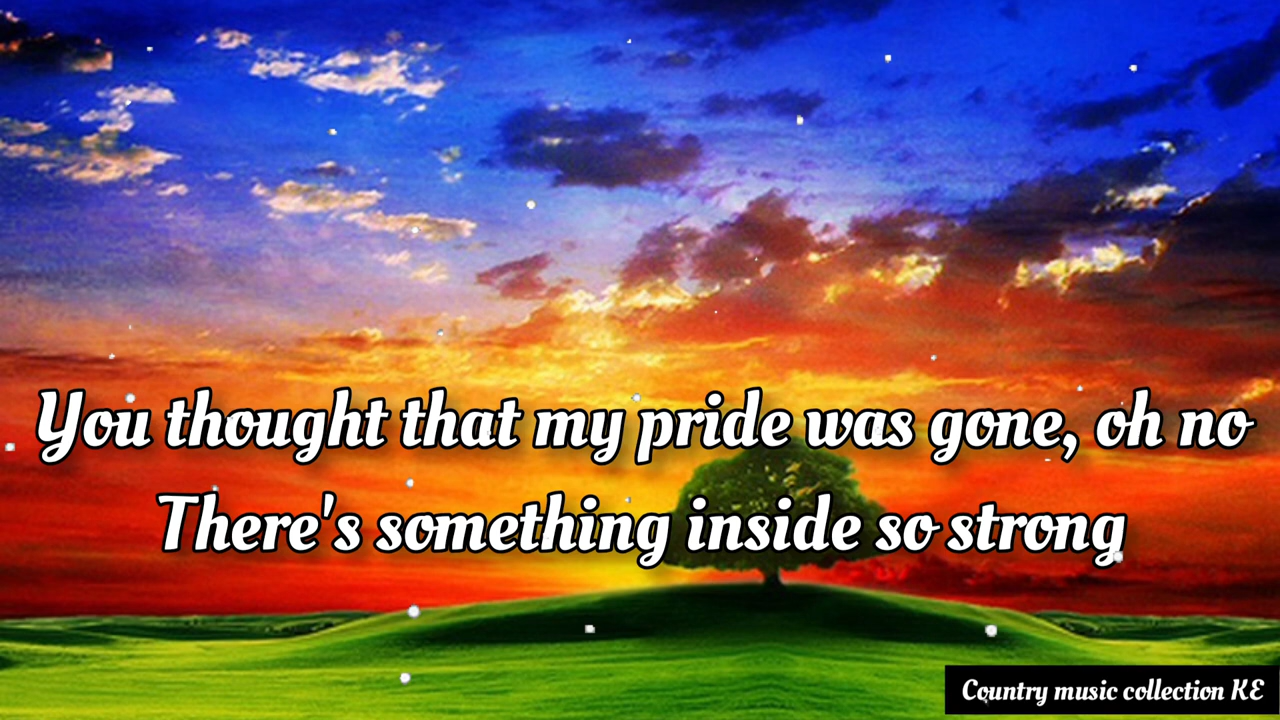 You thought that my pride was gone, oh no
There's something inside so strong
Country music collection KE